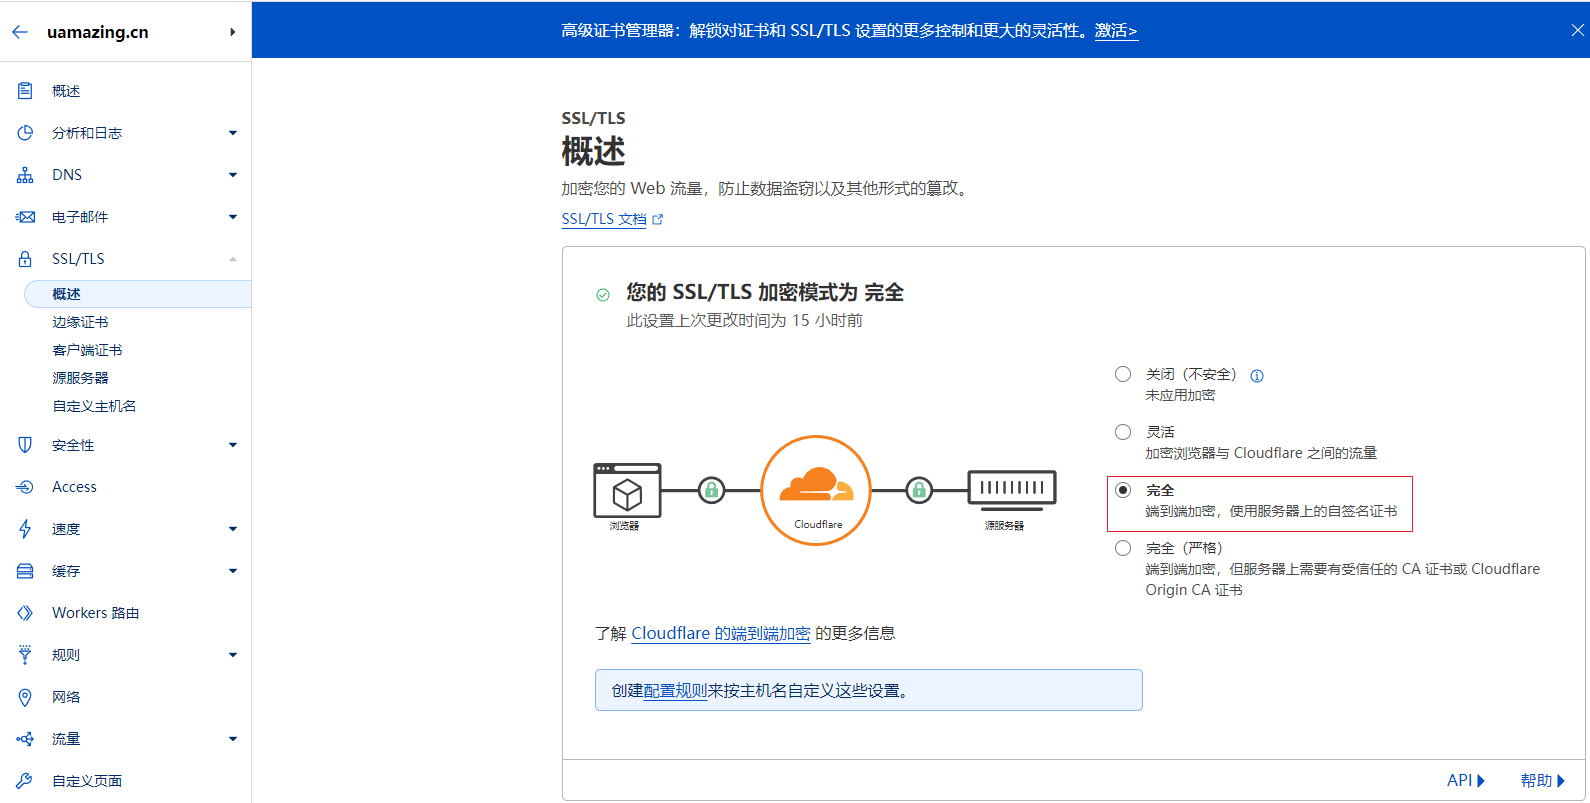 uamazing.cn
高级证书管理器：解锁对证书和 SSL/TLS 设置的更多控制和更大的灵活性。激活>
概述
分析和日志
DNS
电子邮件
SSL/TLS
概述
边缘证书
客户端证书
源服务器
自定义主机名
安全性
Access
速度
缓存
Workers 路由
规则
网络
流量
自定义页面
SSL/TLS
概述
加密您的 Web 流量，防止数据盗窃以及其他形式的篡改。
SSL/TLS 文档
您的 SSL/TLS 加密模式为 完全
此设置上次更改时间为 15 小时前
浏览器
Cloudflare
源服务器
关闭（不安全）
未应用加密
灵活
加密浏览器与 Cloudflare 之间的流量
完全
端到端加密，使用服务器上的自签名证书
完全（严格）
端到端加密，但服务器上需要有受信任的 CA 证书或 Cloudflare
Origin CA 证书
了解 Cloudflare 的端到端加密 的更多信息
创建配置规则来按主机名自定义这些设置。
API
帮助